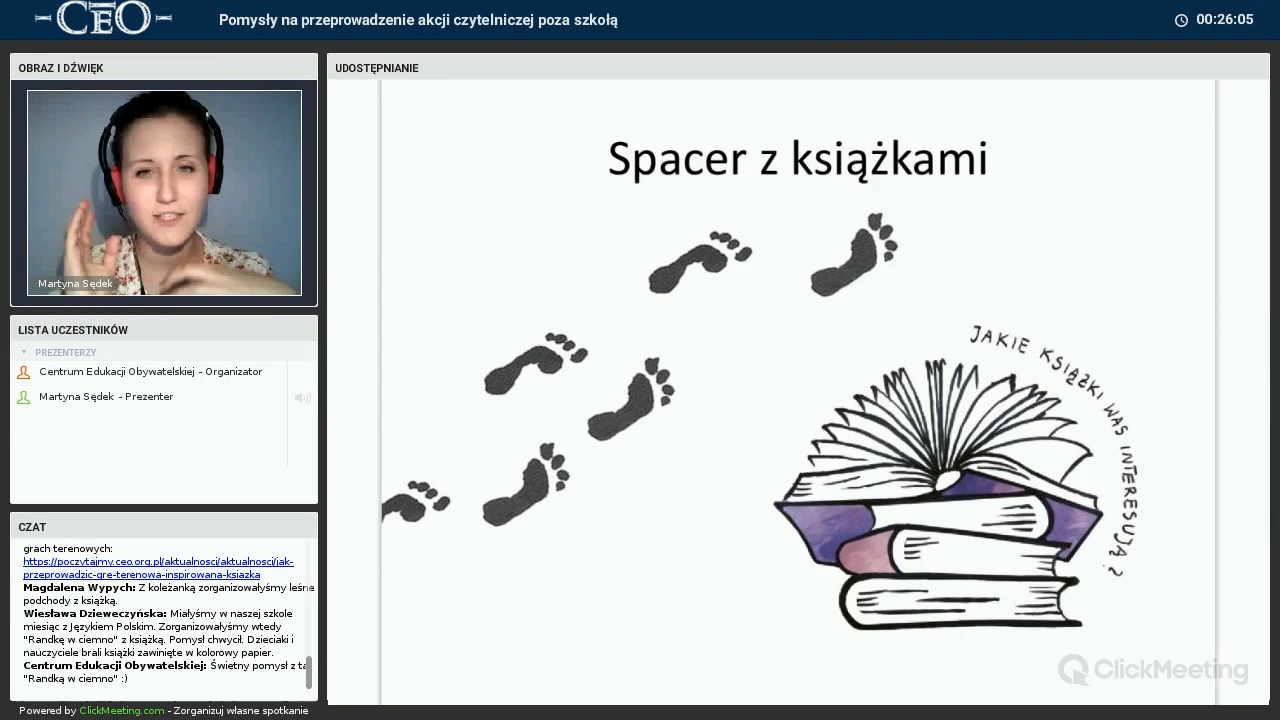 CEO
Pomysły na przeprowadzenie akcji czytelniczej poza szkołą
00:26:05
OBRAZ I DŹWIĘK
Martyna Sędek
LISTA UCZESTNIKÓW
PREZENTERZY
Centrum Edukacji Obywatelskiej - Organizator
Martyna Sędek - Prezenter
CZAT
grach terenowych:
https://poczytajmy.ceo.org.pl/aktualnosci/aktualnosci/jak-
przeprowadzic-gre-terenowa-inspirowana-ksiazka
Magdalena Wypych: Z koleżanką zorganizowałyśmy leśne
podchody z książką.
Wiesława Dzieweczyńska: Miałyśmy w naszej szkole
miesiąc z Językiem Polskim. Zorganizowałyśmy wtedy
"Randkę w ciemno" z książką. Pomysł chwycił. Dzieciaki i
nauczyciele brali książki zawinięte w kolorowy papier.
Centrum Edukacji Obywatelskiej: Świetny pomysł z tą
"Randką w ciemno" :)
Powered by ClickMeeting.com - Zorganizuj własne spotkanie
UDOSTĘPNIANIE
Spacer z książkami
JAKIE KSIĄŻKI WAS INTERESUJĄ?
ClickMeeting